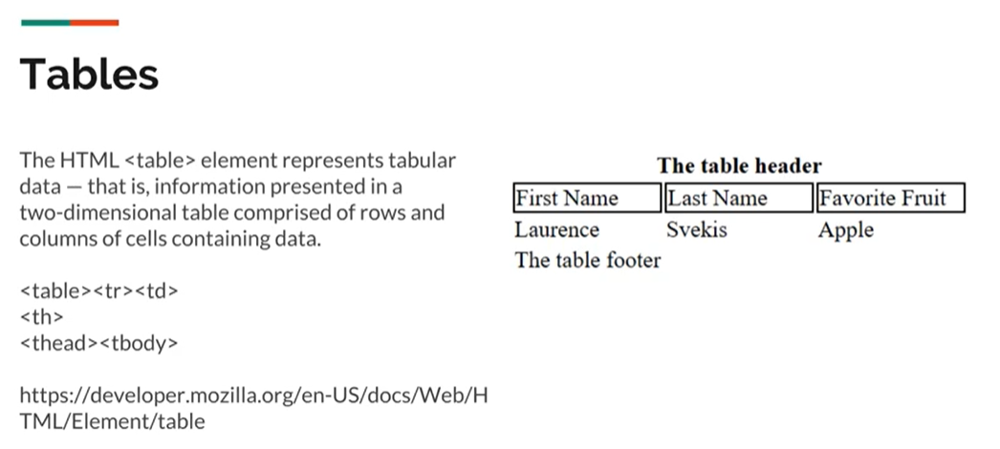 Tables
The HTML <table> element represents tabular
data — that is, information presented in a
two-dimensional table comprised of rows and
columns of cells containing data.
<table><tr><td>
<th>
<thead><tbody>
https://developer.mozilla.org/en-US/docs/Web/H
TML/Element/table
The table header
First Name Last Name Favorite Fruit
Laurence Svekis Apple
The table footer